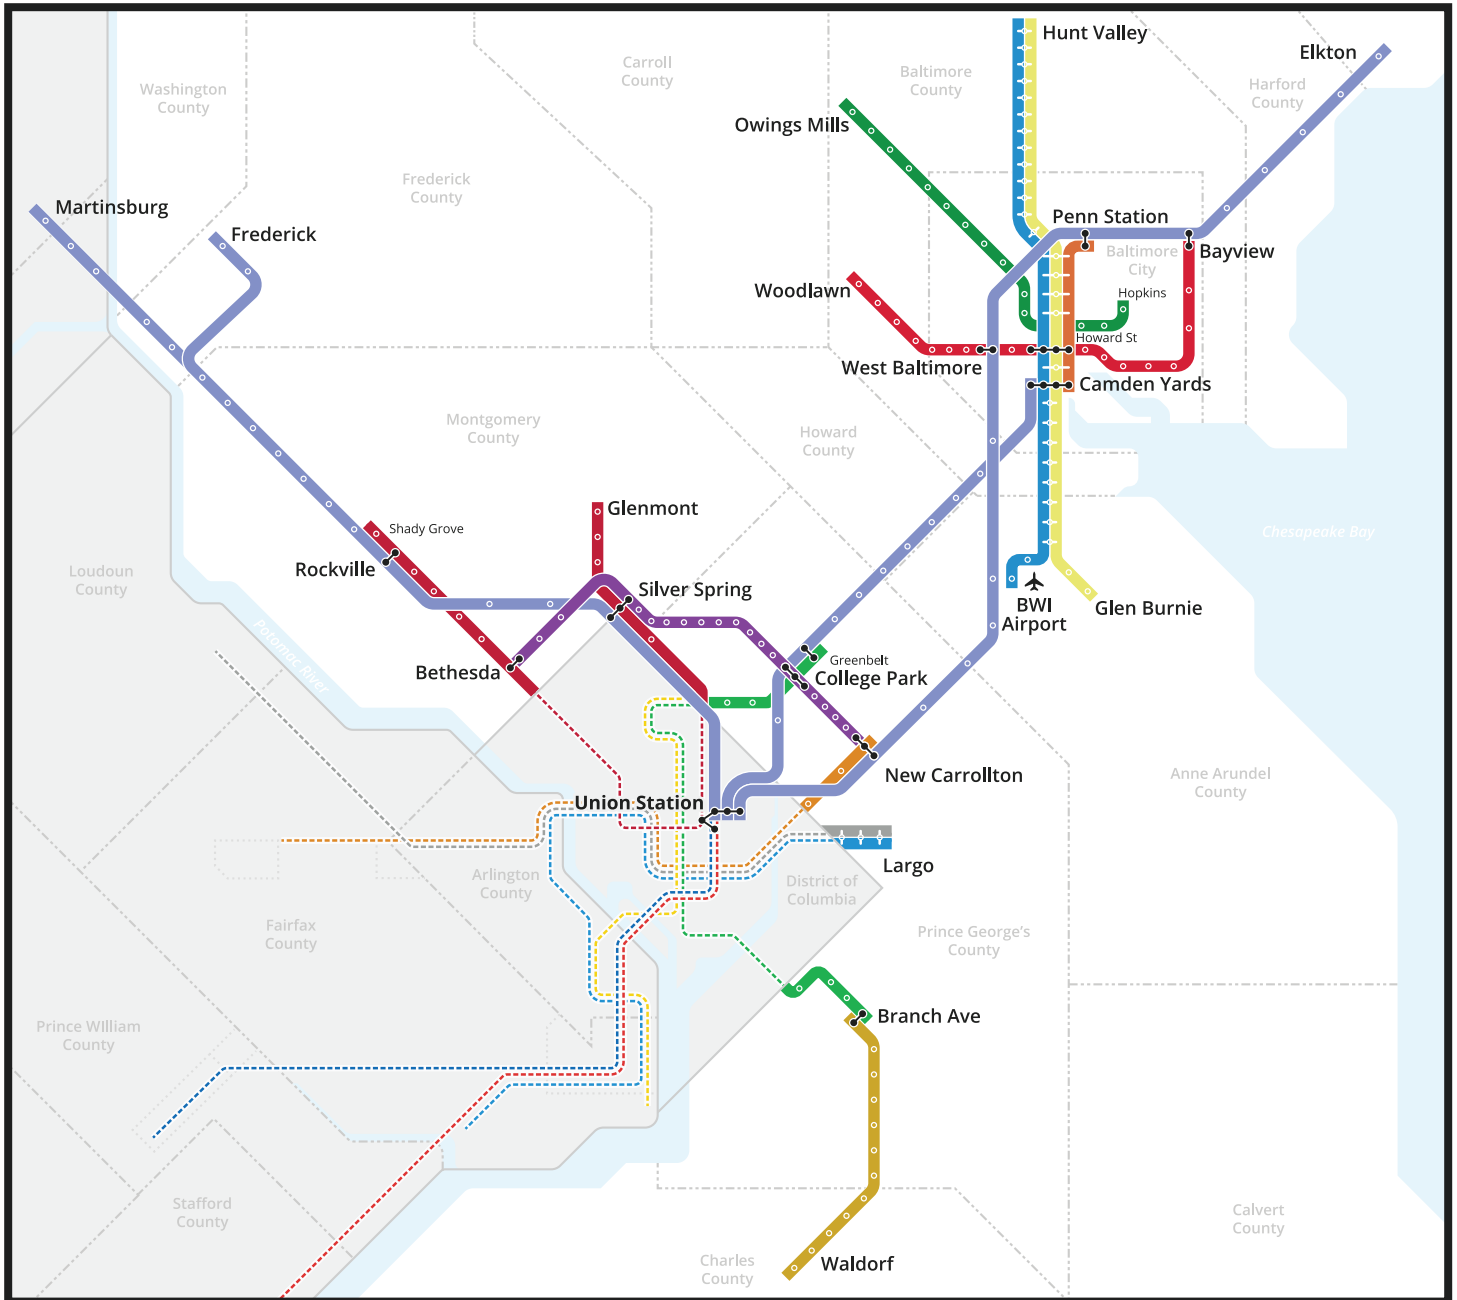 Hunt Valley
Elkton
Carroll
County
Baltimore
County
Washington
County
Harford
County
Owings Mills
Frederick
County
Martinsburg
Frederick
Penn Station
Baltimore
City
Bayview
Woodlawn
Hopkins
Howard St
West Baltimore
Camden Yards
Montgomery
County
Howard
County
Glenmont
Shady Grove
Chesapeake Bay
Rockville
Loudoun
County
Silver Spring
BWI
Airport
Glen Burnie
Potomac River
Bethesda
Greenbelt
College Park
New Carrollton
Anne Arundel
County
Union Station
Largo
Arlington
County
District of
Columbia
Fairfax
County
Prince George's
County
Branch Ave
Prince WIlliam
County
Stafford
County
Calvert
County
Charles
County
Waldorf